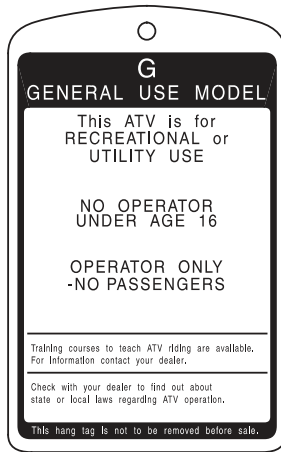 G
GENERAL USE MODEL
This ATV is for
RECREATIONAL or
UTILITY USE
NO OPERATOR
UNDER AGE 16
OPERATOR ONLY
-NO PASSENGERS
Training courses to teach ATV riding are available.
For information contact your dealer.
Check with your dealer to find out about
state or local laws regarding ATV operation.
This hang tag is not to be removed before sale.